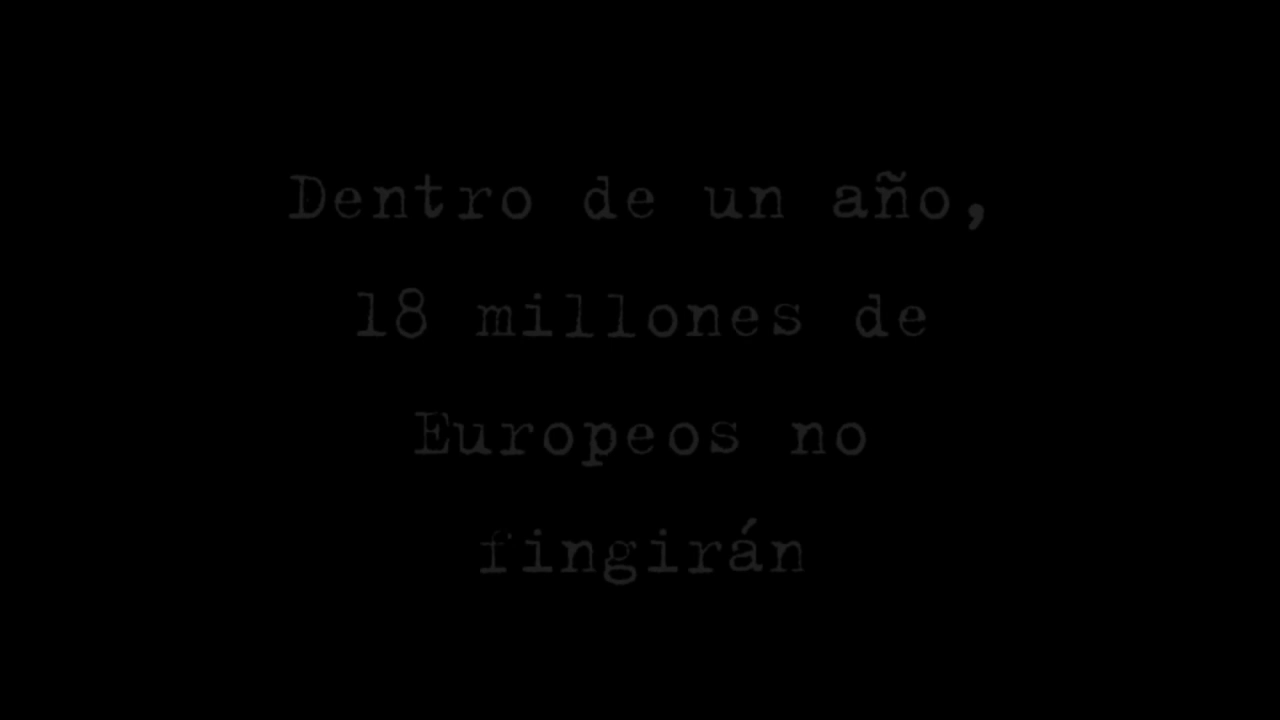 Dentro de un año,
18 millones de
Europeos no
fingirán